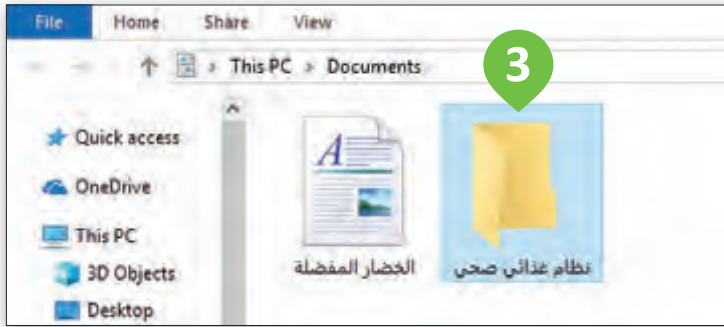 File Home Share View
This PC > Documents
3
Quick access
OneDrive
This PC
3D Objects
Desktop
A
الخضار المفضلة
نظام غذائي صحي